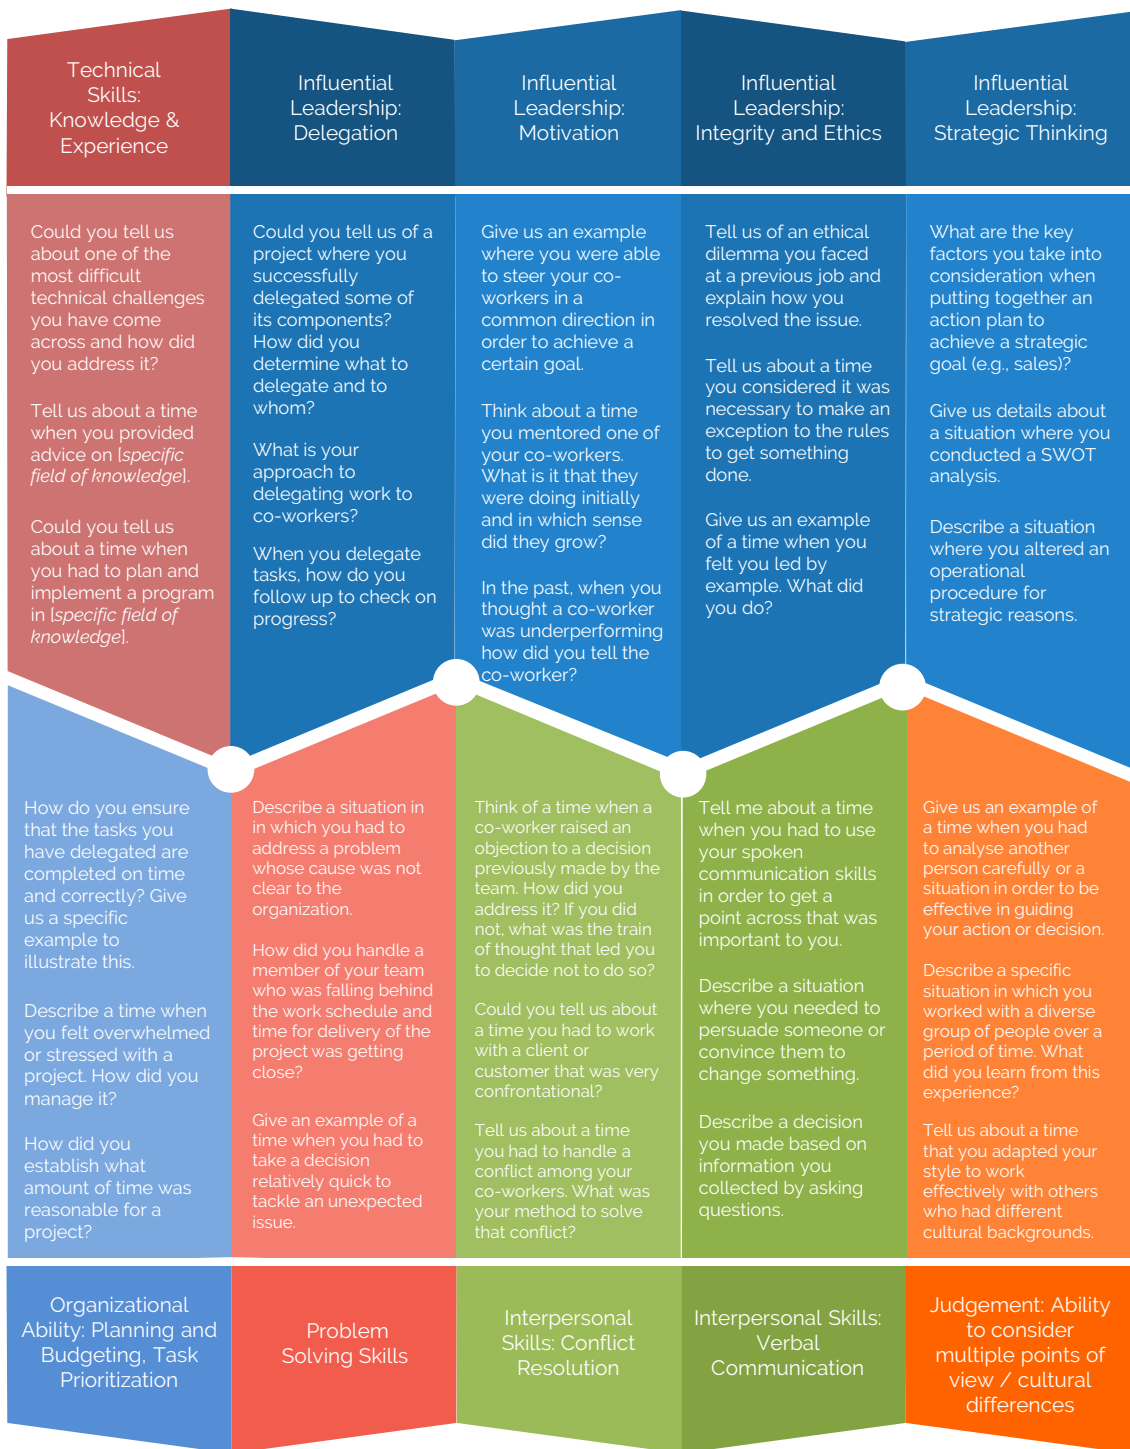 Technical
Skills:
Knowledge &
Experience
Influential
Leadership:
Delegation
Influential
Leadership:
Motivation
Influential
Leadership:
Integrity and Ethics
Influential
Leadership:
Strategic Thinking
Could you tell us
about one of the
most difficult
technical challenges
you have come
across and how did
you address it?
Tell us about a time
when you provided
advice on [specific
field of knowledge].
Could you tell us
about a time when
you had to plan and
implement a program
in [specific field of
knowledge].
Could you tell us of a
project where you
successfully
delegated some of
its components?
How did you
determine what to
delegate and to
whom?
What is your
approach to
delegating work to
co-workers?
When you delegate
tasks, how do you
follow up to check on
progress?
Give us an example
where you were able
to steer your co-
workers in a
common direction in
order to achieve a
certain goal.
Think about a time
you mentored one of
your co-workers.
What is it that they
were doing initially
and in which sense
did they grow?
In the past, when you
thought a co-worker
was underperforming
how did you tell the
co-worker?
Tell us of an ethical
dilemma you faced
at a previous job and
explain how you
resolved the issue.
Tell us about a time
you considered it was
necessary to make an
exception to the rules
to get something
done.
Give us an example
of a time when you
felt you led by
example. What did
you do?
What are the key
factors you take into
consideration when
putting together an
action plan to
achieve a strategic
goal (e.g., sales)?
Give us details about
a situation where you
conducted a SWOT
analysis.
Describe a situation
where you altered an
operational
procedure for
strategic reasons.
How do you ensure
that the tasks you
have delegated are
completed on time
and correctly? Give
us a specific
example to
illustrate this.
Describe a time when
you felt overwhelmed
or stressed with a
project. How did you
manage it?
How did you
establish what
amount of time was
reasonable for a
project?
Describe a situation in
in which you had to
address a problem
whose cause was not
clear to the
organization.
How did you handle a
member of your team
who was falling behind
the work schedule and
time for delivery of the
project was getting
close?
Give an example of a
time when you had to
take a decision
relatively quick to
tackle an unexpected
issue.
Think of a time when a
co-worker raised an
objection to a decision
previously made by the
team. How did you
address it? If you did
not, what was the train
of thought that led you
to decide not to do so?
Could you tell us about
a time you had to work
with a client or
customer that was very
confrontational?
Tell us about a time
you had to handle a
conflict among your
co-workers. What was
your method to solve
that conflict?
Tell me about a time
when you had to use
your spoken
communication skills
in order to get a
point across that was
important to you.
Describe a situation
where you needed to
persuade someone or
convince them to
change something.
Describe a decision
you made based on
information you
collected by asking
questions.
Give us an example of
a time when you had
to analyse another
person carefully or a
situation in order to be
effective in guiding
your action or decision.
Describe a specific
situation in which you
worked with a diverse
group of people over a
period of time. What
did you learn from this
experience?
Tell us about a time
that you adapted your
style to work
effectively with others
who had different
cultural backgrounds.
Organizational
Ability: Planning and
Budgeting, Task
Prioritization
Problem
Solving Skills
Interpersonal
Skills: Conflict
Resolution
Interpersonal Skills:
Verbal
Communication
Judgement: Ability
to consider
multiple points of
view / cultural
differences